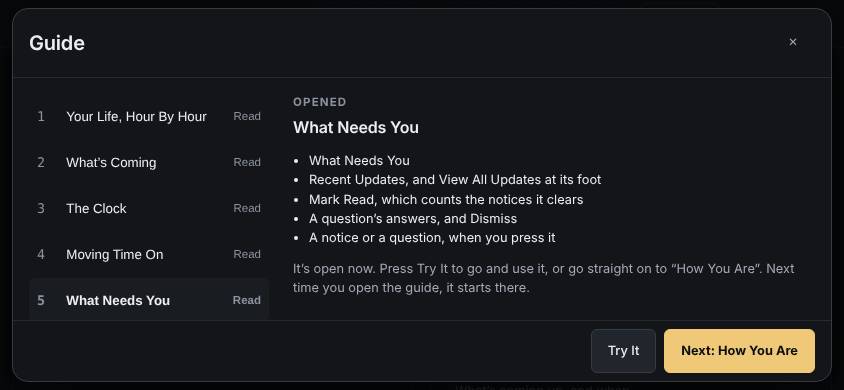 Guide
×
1 Your Life, Hour By Hour Read
2 What's Coming Read
3 The Clock Read
4 Moving Time On Read
5 What Needs You Read
OPENED
What Needs You
• What Needs You
• Recent Updates, and View All Updates at its foot
• Mark Read, which counts the notices it clears
• A question’s answers, and Dismiss
• A notice or a question, when you press it
It’s open now. Press Try It to go and use it, or go straight on to “How You Are”. Next
time you open the guide, it starts there.
Try It
Next: How You Are